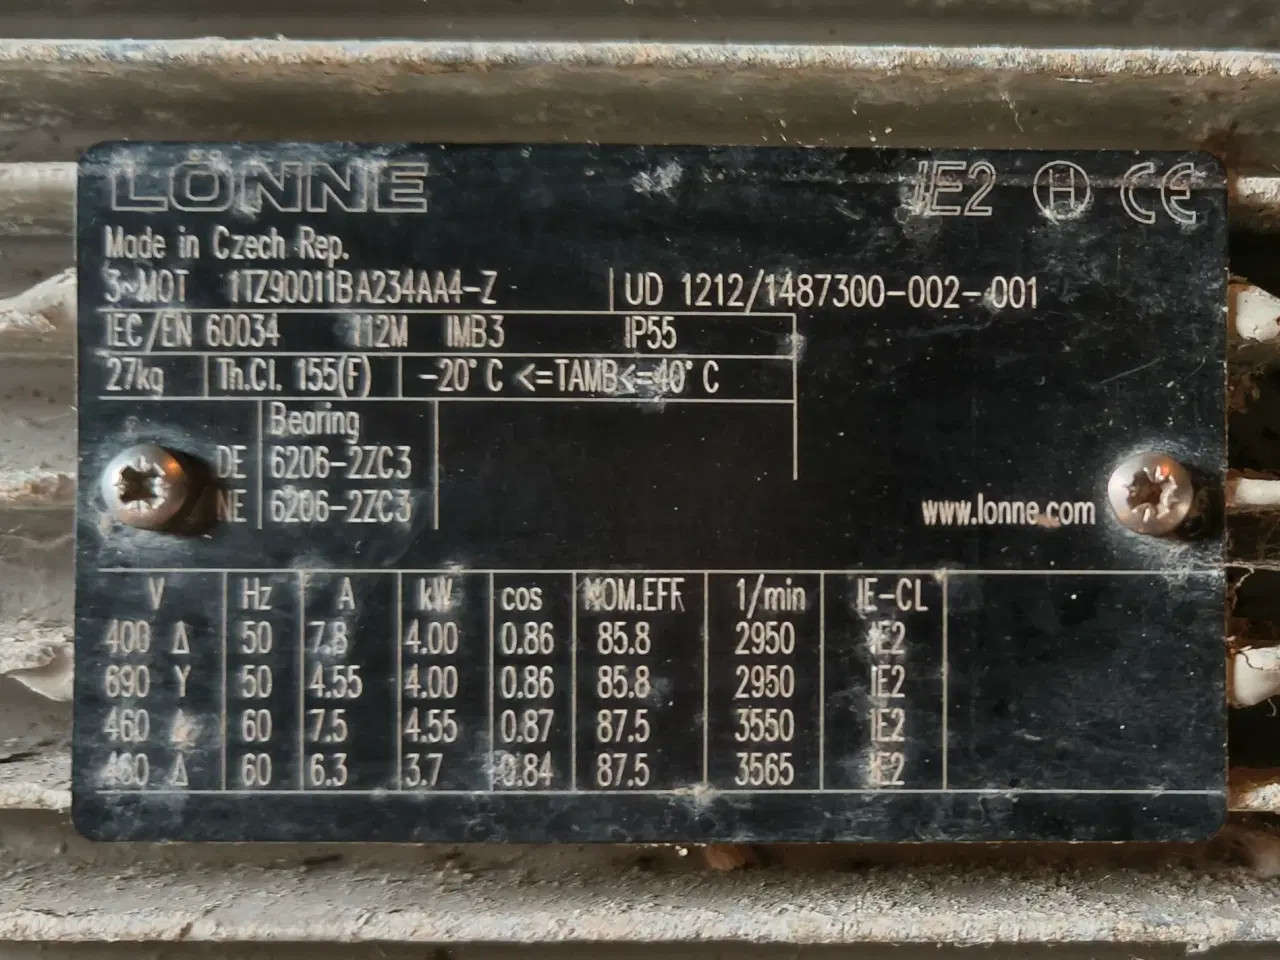 LÖNNE IE2 H CE
Made in Czech Rep.
3~MOT 1TZ90011BA234AA4-Z UD 1212/1487300-002-001
IEC/EN 60034 112M IMB3 IP55
27kg Th.Cl. 155(F) -20°C <=TAMB<=40°C
Bearing
DE 6206-2ZC3
NE 6206-2ZC3
www.lonne.com
V Hz A kW cos NOM.EFF 1/min IE-CL
400 Δ 50 7.8 4.00 0.86 85.8 2950 IE2
690 Y 50 4.55 4.00 0.86 85.8 2950 IE2
460 Δ 60 7.5 4.55 0.87 87.5 3550 IE2
460 Δ 60 6.3 3.7 0.84 87.5 3565 IE2